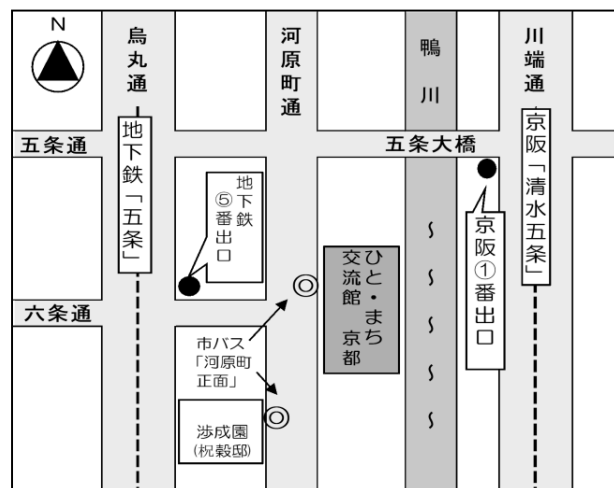 N
烏丸通
河原町通
鴨川
川端通
五条通
五条大橋
地下鉄「五条」
地下鉄
⑤番出口
京阪「清水五条」
京阪①番出口
ひと・まち
交流館 京都
六条通
市バス
「河原町
正面」
渉成園
(枳穀邸)